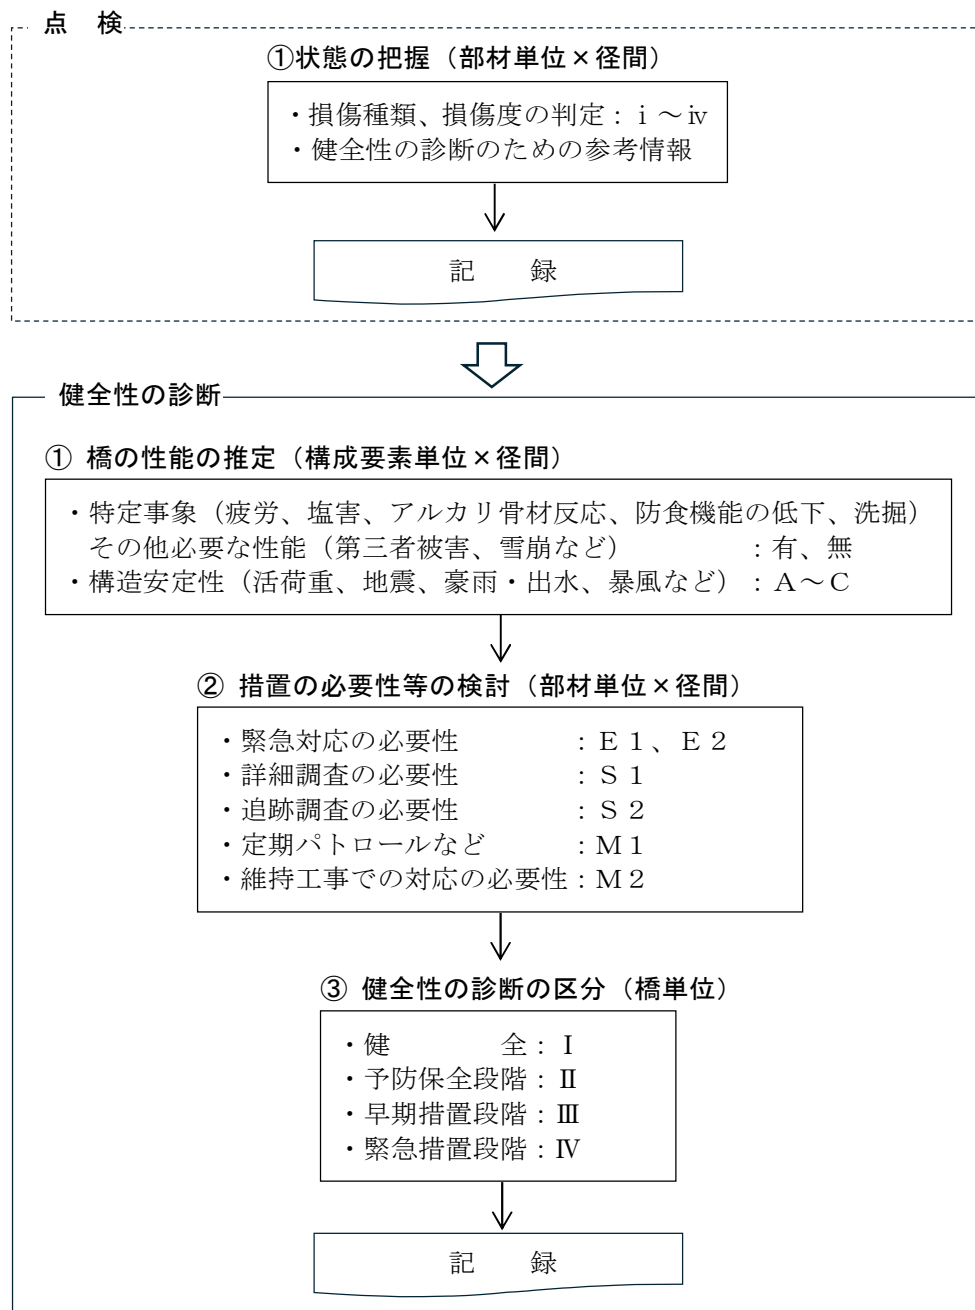 点　検
①状態の把握（部材単位×径間）
・損傷種類、損傷度の判定：ⅰ～ⅳ
・健全性の診断のための参考情報
記　　録
健全性の診断
① 橋の性能の推定（構成要素単位×径間）
・特定事象（疲労、塩害、アルカリ骨材反応、防食機能の低下、洗掘）
その他必要な性能（第三者被害、雪崩など）　　　　　：有、無
・構造安定性（活荷重、地震、豪雨・出水、暴風など）：Ａ～Ｃ
② 措置の必要性等の検討（部材単位×径間）
・緊急対応の必要性　　　　：Ｅ１、Ｅ２
・詳細調査の必要性　　　　：Ｓ１
・追跡調査の必要性　　　　：Ｓ２
・定期パトロールなど　　　：Ｍ１
・維持工事での対応の必要性：Ｍ２
③ 健全性の診断の区分（橋単位）
・健　　　　全：Ⅰ
・予防保全段階：Ⅱ
・早期措置段階：Ⅲ
・緊急措置段階：Ⅳ
記　　録